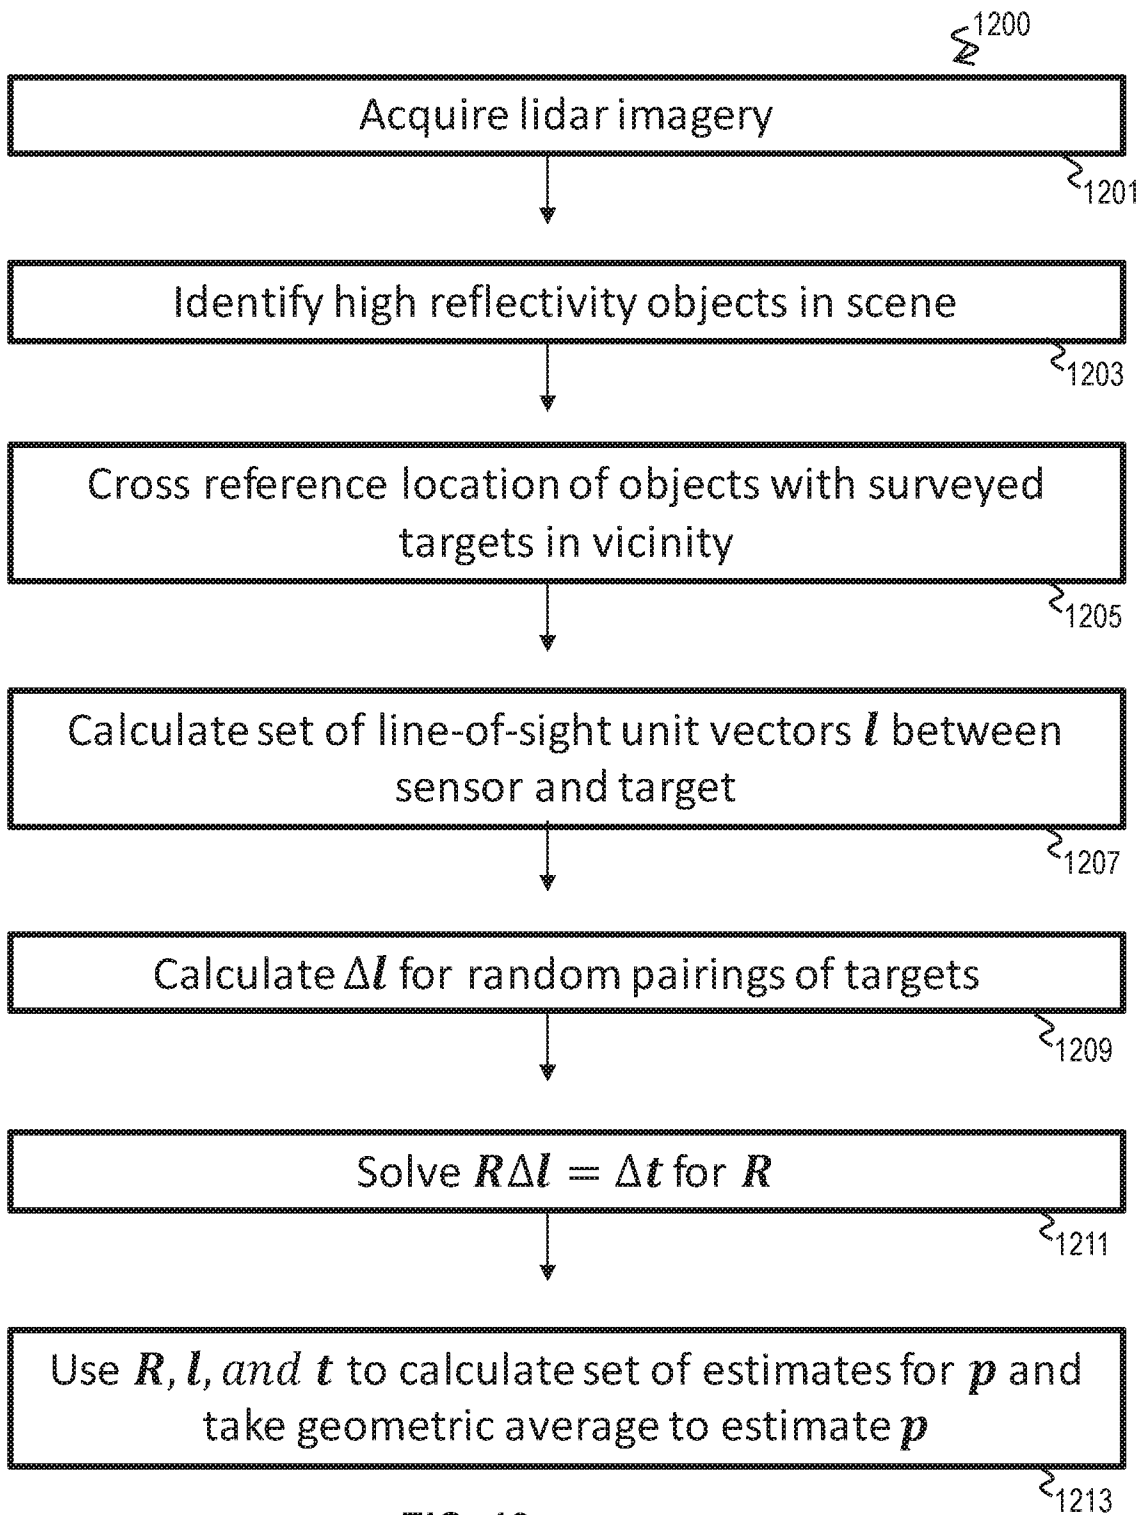 1200
Acquire lidar imagery
1201
Identify high reflectivity objects in scene
1203
Cross reference location of objects with surveyed
targets in vicinity
1205
Calculate set of line-of-sight unit vectors l between
sensor and target
1207
Calculate Δl for random pairings of targets
1209
Solve RΔl = Δt for R
1211
Use R, l, and t to calculate set of estimates for p and
take geometric average to estimate p
1213